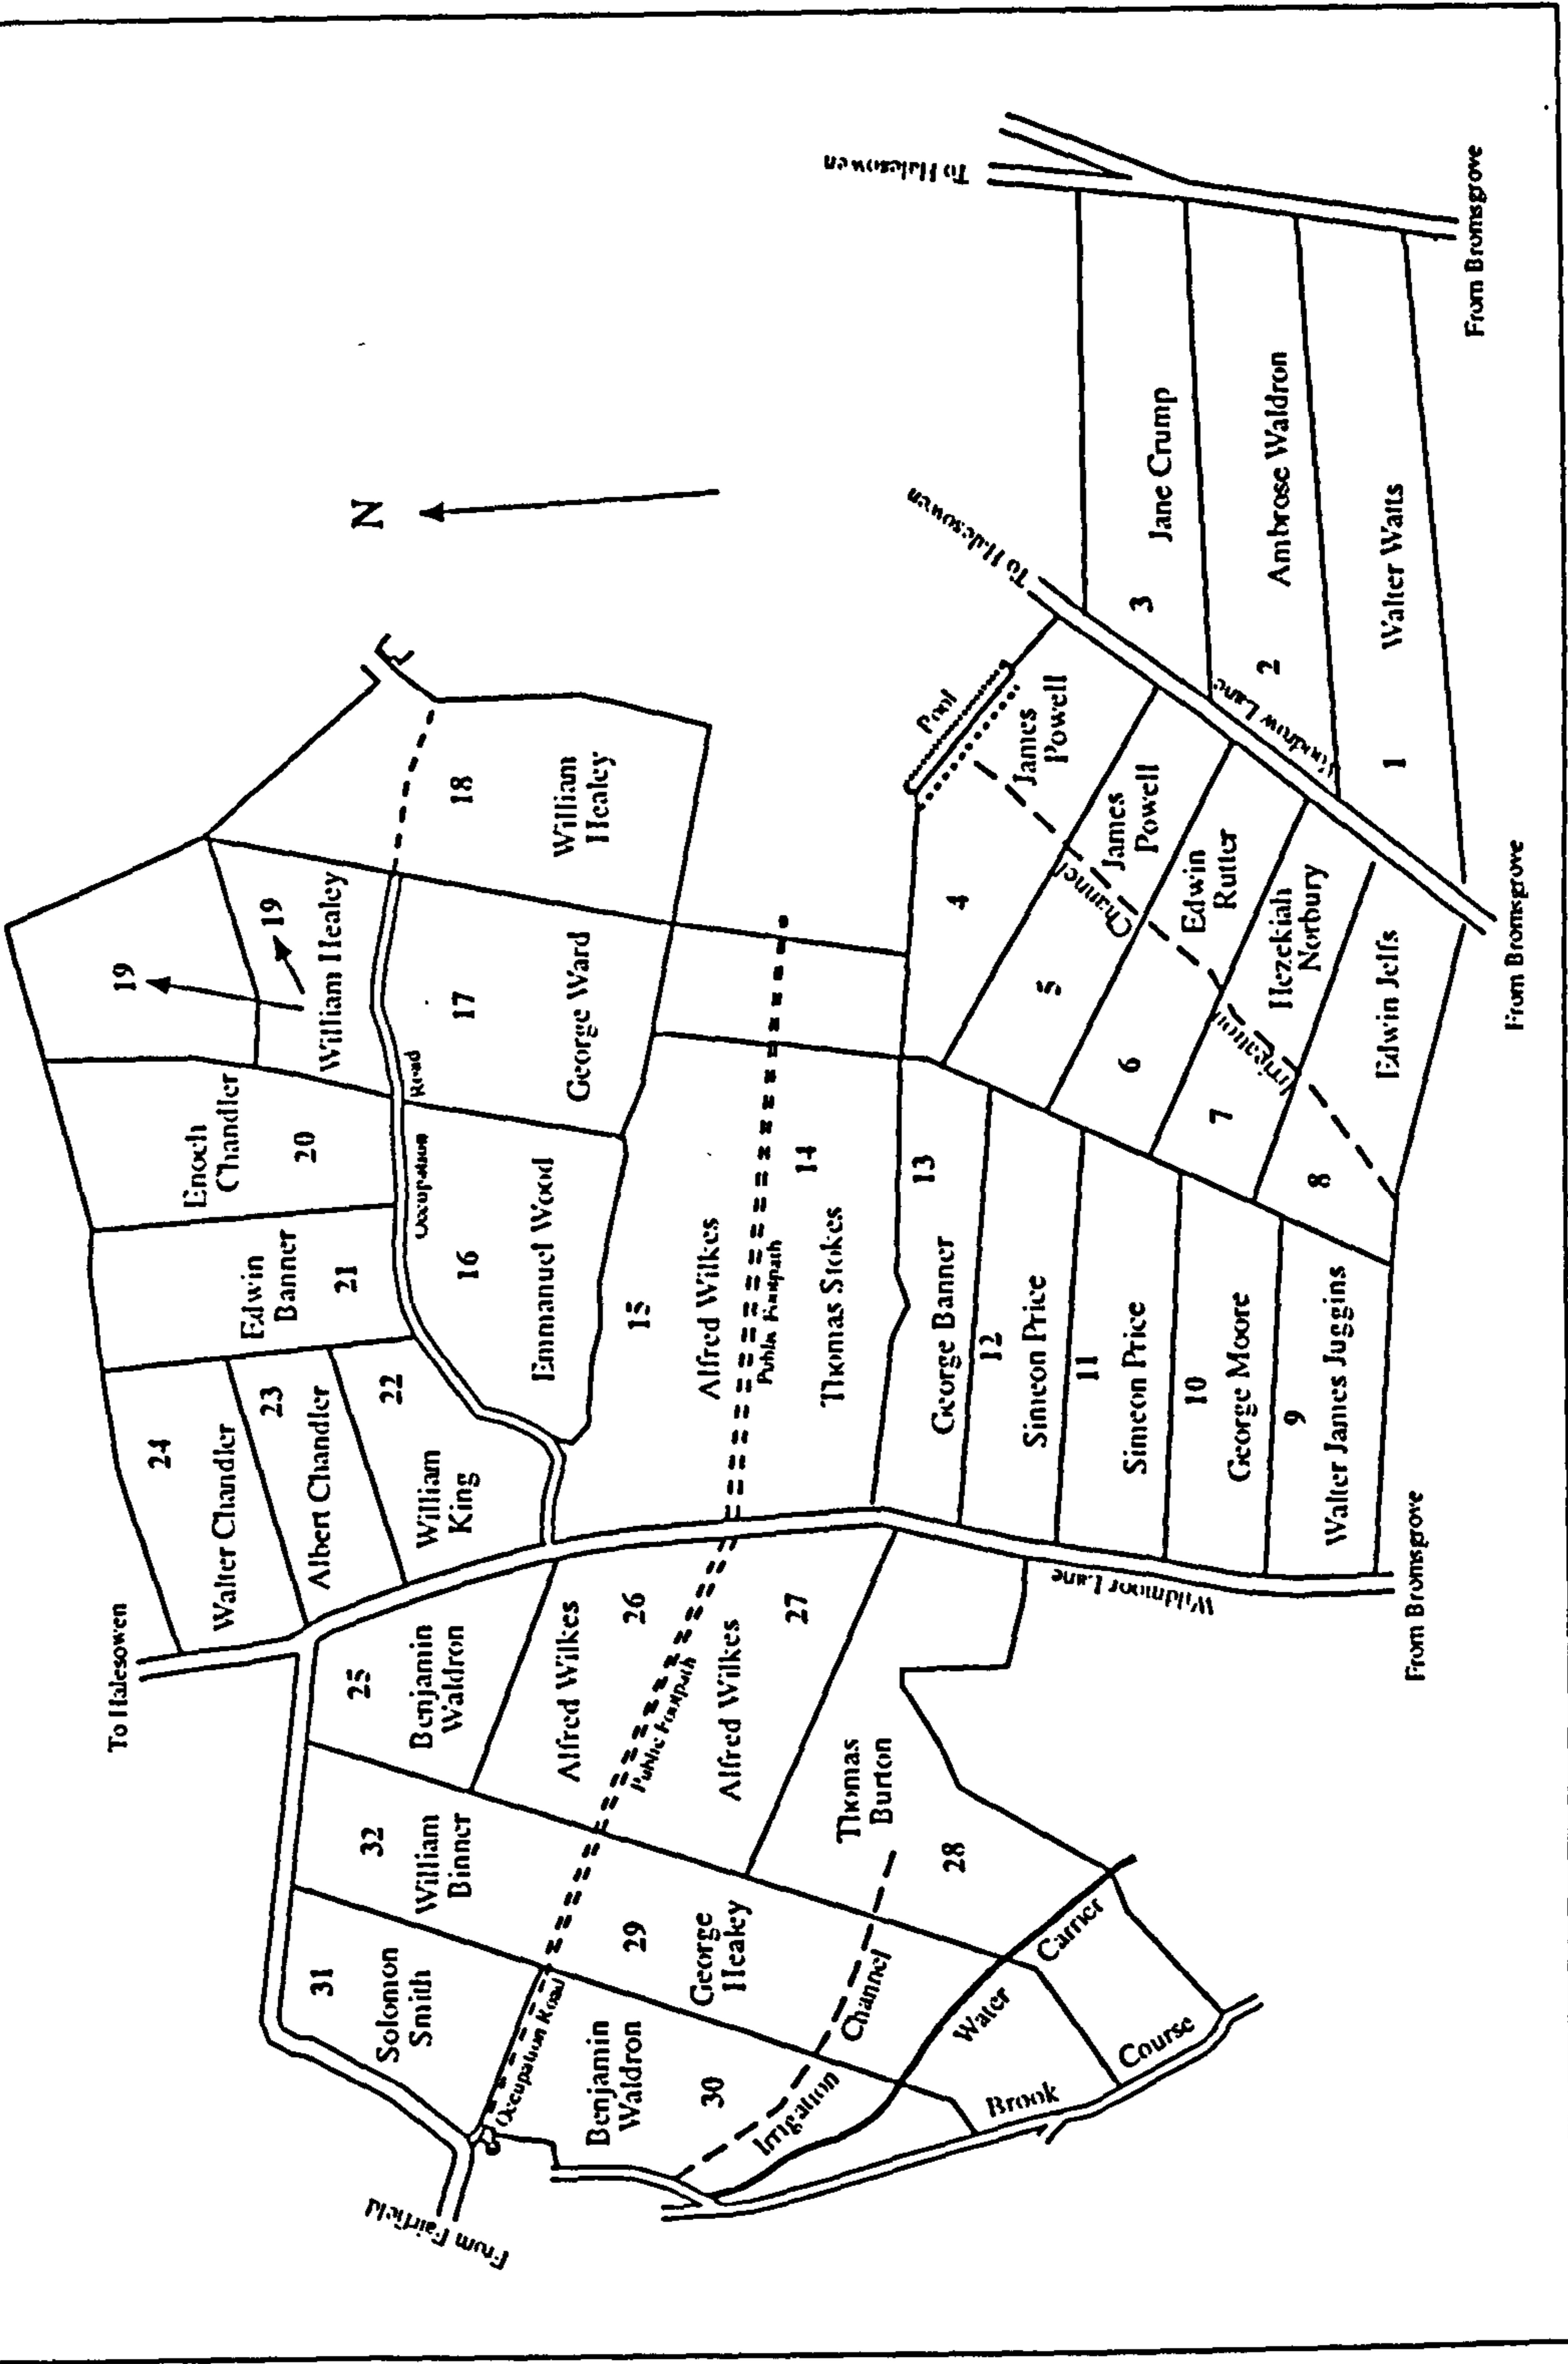 To Halesowen
From Fairfield
N
19
19
William Healey
Enoch
Chandler
20
Edwin
Banner
21
24
Walter Chandler
23
Albert Chandler
22
William
King
Occupation Road
18
William
Healey
17
George Ward
16
Emmanuel Wood
15
Alfred Wilkes
Public Footpath
14
Thomas Stokes
25
Benjamin
Waldron
Alfred Wilkes
26
Public Footpath
Alfred Wilkes
27
32
William
Binner
31
Solomon
Smith
Occupation Road
29
George
Healey
Benjamin
Waldron
30
Thomas
Burton
28
Irrigation Channel
Water Carrier
Brook Course
Wildmoor Lane
From Bromsgrove
13
George Banner
12
Simeon Price
11
Simeon Price
10
George Moore
9
Walter James Juggins
Pool
4
James
Powell
5
James
Powell
6
Edwin
Rutter
7
Hezekiah
Norbury
8
Edwin Jelfs
Irrigation Channel
To Halesowen
Woodrow Lane
From Bromsgrove
To Halesowen
3
Jane Crump
2
Ambrose Waldron
1
Walter Watts
From Bromsgrove